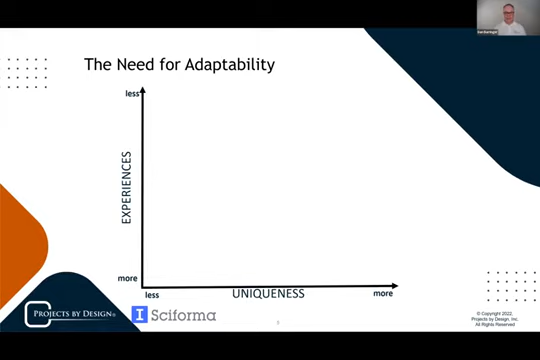 The Need for Adaptability
less
EXPERIENCES
more
less
UNIQUENESS
more
PROJECTS BY DESIGN®
Sciforma
© Copyright 2022,
Projects by Design, Inc.
All Rights Reserved